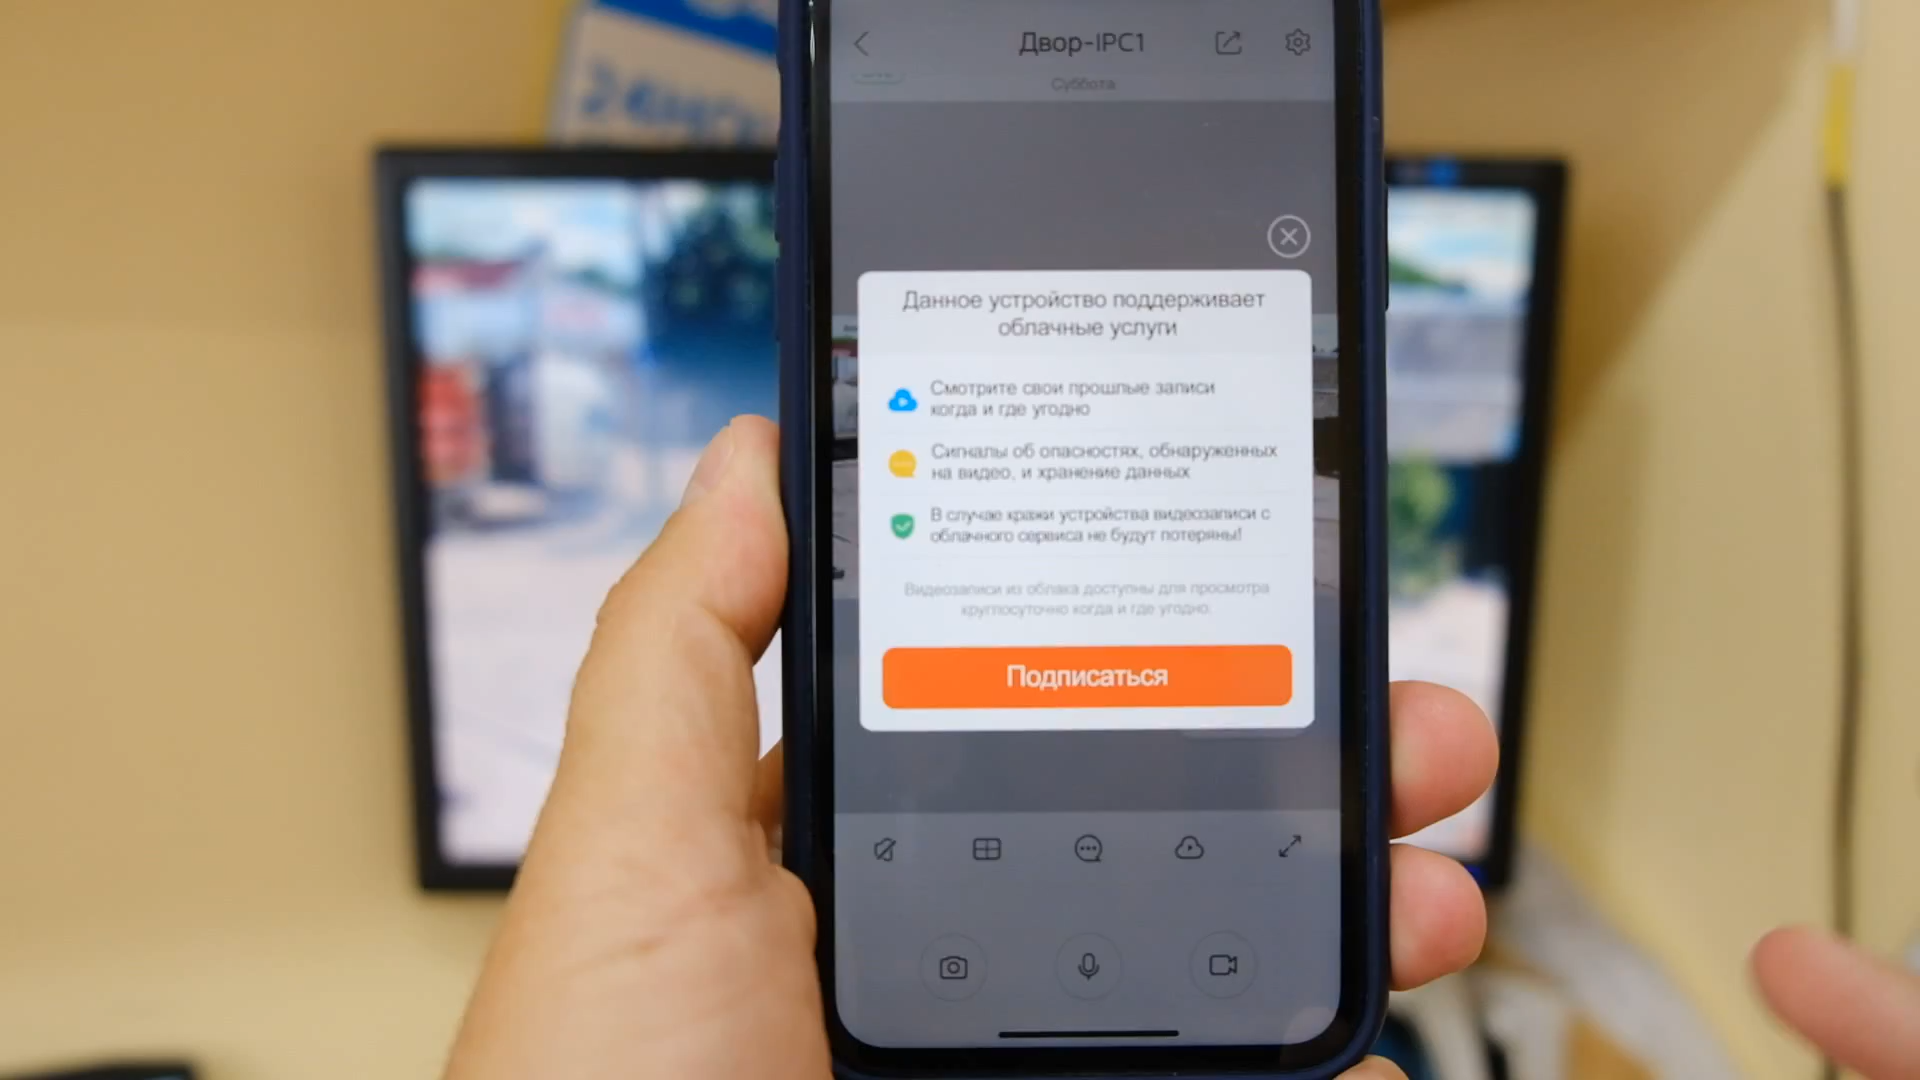 Двор-IPC1
Суббота
Данное устройство поддерживает
облачные услуги
Смотрите свои прошлые записи
когда и где угодно
Сигналы об опасностях, обнаруженных
на видео, и хранение данных
В случае кражи устройства видеозаписи с
облачного сервиса не будут потеряны!
Видеозаписи из облака доступны для просмотра
круглосуточно когда и где угодно.
Подписаться